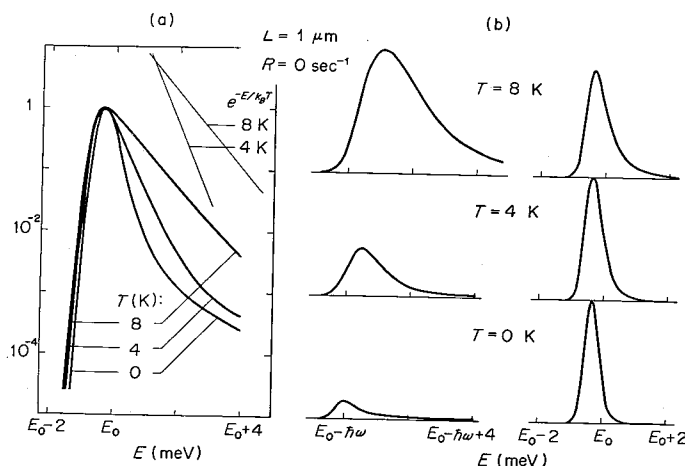 (a)
(b)
L = 1 μm
R = 0 sec⁻¹
e^{-E/k_BT}
8 K
4 K
1
10⁻²
10⁻⁴
T(K):
8
4
0
E₀−2
E₀
E₀+4
E (meV)
T = 8 K
T = 4 K
T = 0 K
E₀−ħω
E₀−ħω+4
E₀−2
E₀
E₀+2
E (meV)